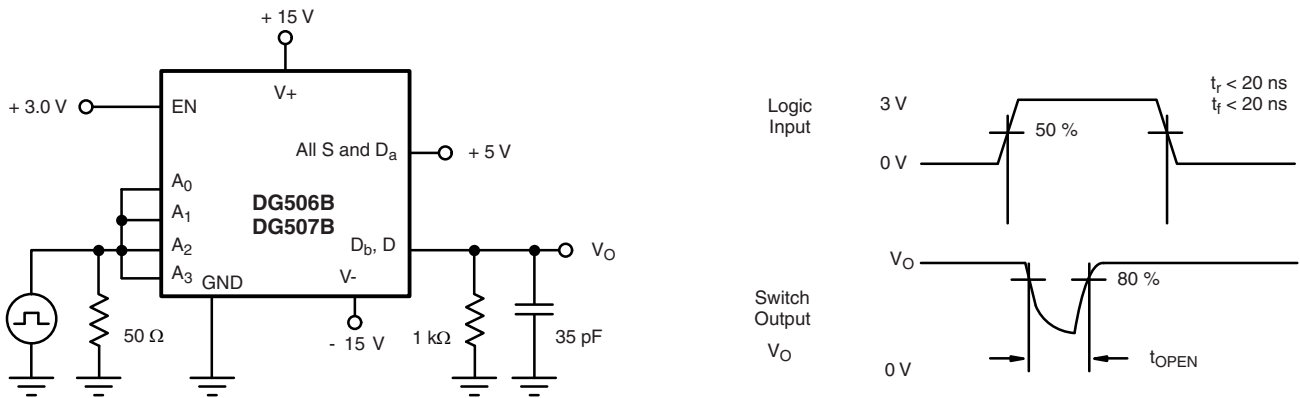 + 15 V
V+
+ 3.0 V
EN
All S and Da
+ 5 V
A0
A1
A2
A3
DG506B
DG507B
Db, D
VO
GND
V-
50 Ω
- 15 V
1 kΩ
35 pF
Logic
Input
3 V
0 V
50 %
tr < 20 ns
tf < 20 ns
VO
Switch
Output
VO
80 %
0 V
tOPEN